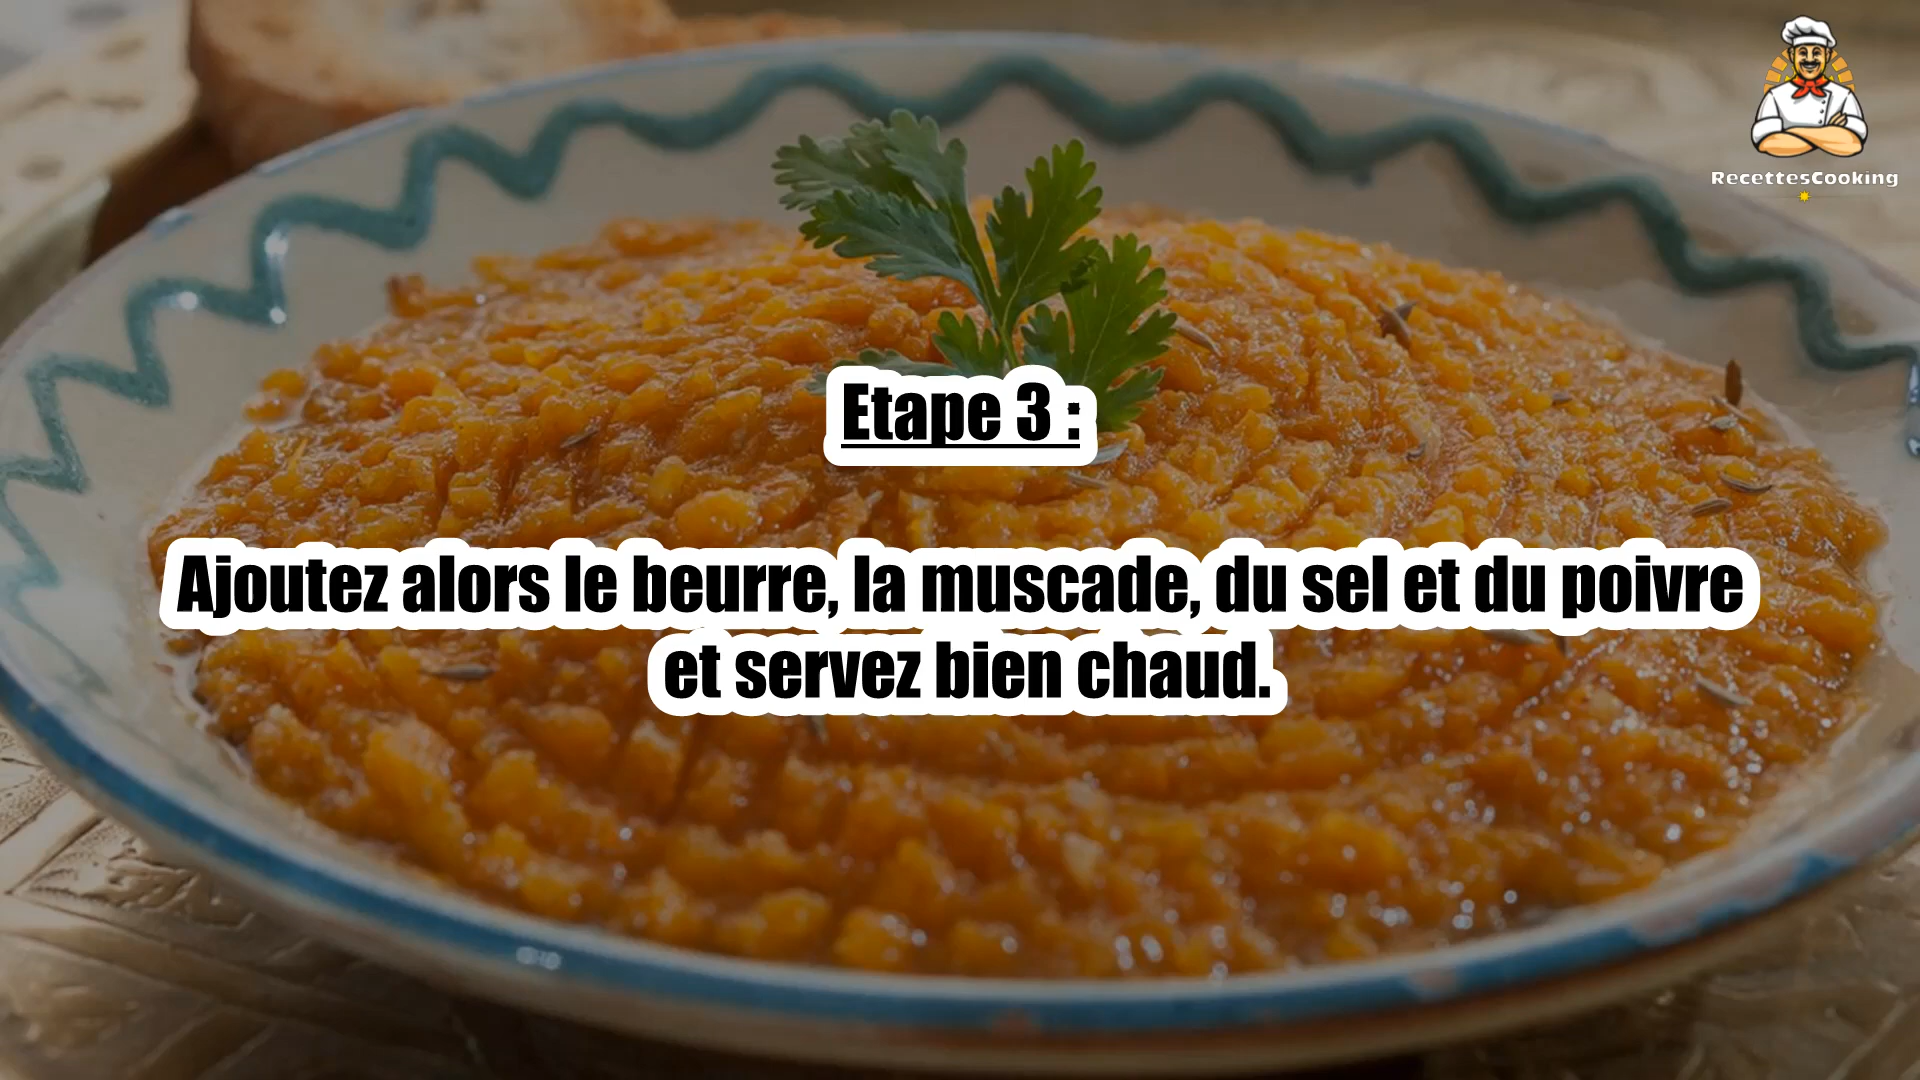 RecettesCooking
Etape 3 :
Ajoutez alors le beurre, la muscade, du sel et du poivre
et servez bien chaud.